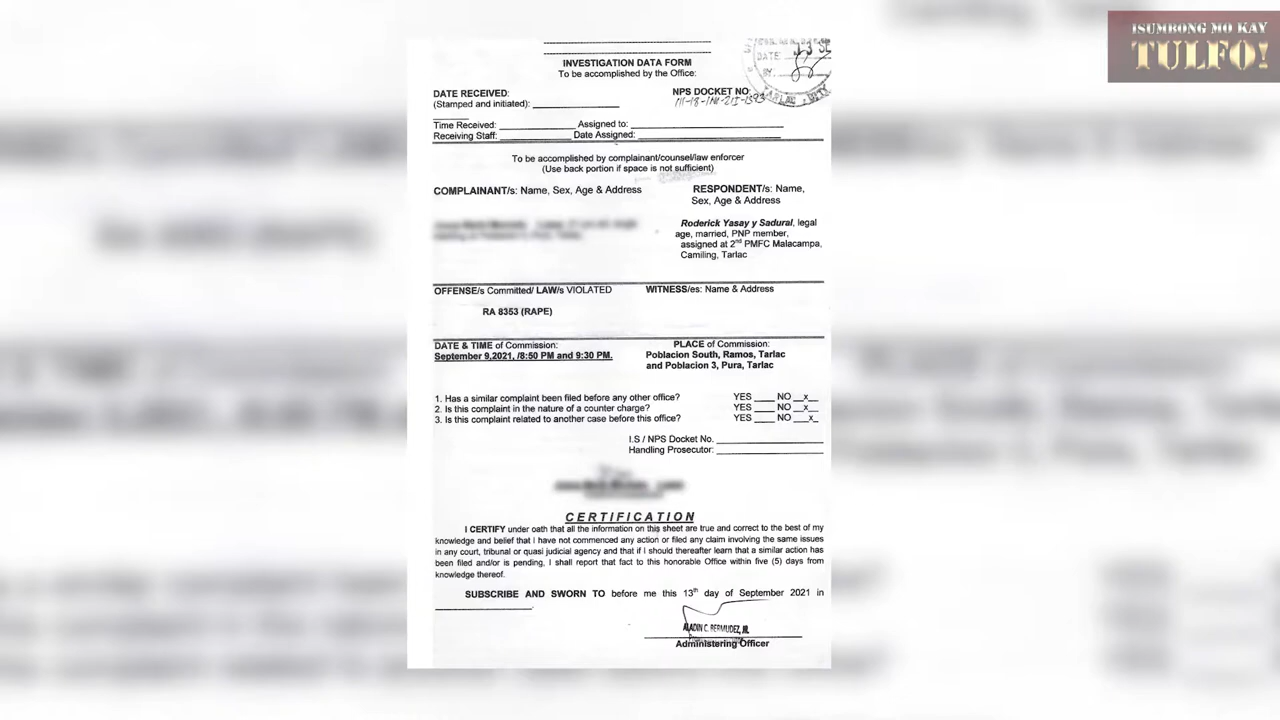 ISUMBONG MO KAY
TULFO!
INVESTIGATION DATA FORM
To be accomplished by the Office:
DATE:
BY.
DATE RECEIVED:
(Stamped and initiated):
NPS DOCKET NO:
Time Received: Assigned to:
Receiving Staff: Date Assigned:
To be accomplished by complainant/counsel/law enforcer
(Use back portion if space is not sufficient)
COMPLAINANT/s: Name, Sex, Age & Address
RESPONDENT/s: Name,
Sex, Age & Address
Roderick Yasay y Sadural, legal
age, married, PNP member,
assigned at 2nd PMFC Malacampa,
Camiling, Tarlac
OFFENSE/s Committed/ LAW/s VIOLATED
WITNESS/es: Name & Address
RA 8353 (RAPE)
DATE & TIME of Commission:
September 9,2021, /8:50 PM and 9:30 PM.
PLACE of Commission:
Poblacion South, Ramos, Tarlac
and Poblacion 3, Pura, Tarlac
1. Has a similar complaint been filed before any other office? YES ____ NO __x__
2. Is this complaint in the nature of a counter charge? YES ____ NO __x__
3. Is this complaint related to another case before this office? YES ____ NO ___x_
I.S / NPS Docket No.
Handling Prosecutor:
CERTIFICATION
I CERTIFY under oath that all the information on this sheet are true and correct to the best of my
knowledge and belief that I have not commenced any action or filed any claim involving the same issues
in any court, tribunal or quasi judicial agency and that if I should thereafter learn that a similar action has
been filed and/or is pending, I shall report that fact to this honorable Office within five (5) days from
knowledge thereof.
SUBSCRIBE AND SWORN TO before me this 13th day of September 2021 in
ALADIN C. BERMUDEZ, JR.
Administering Officer